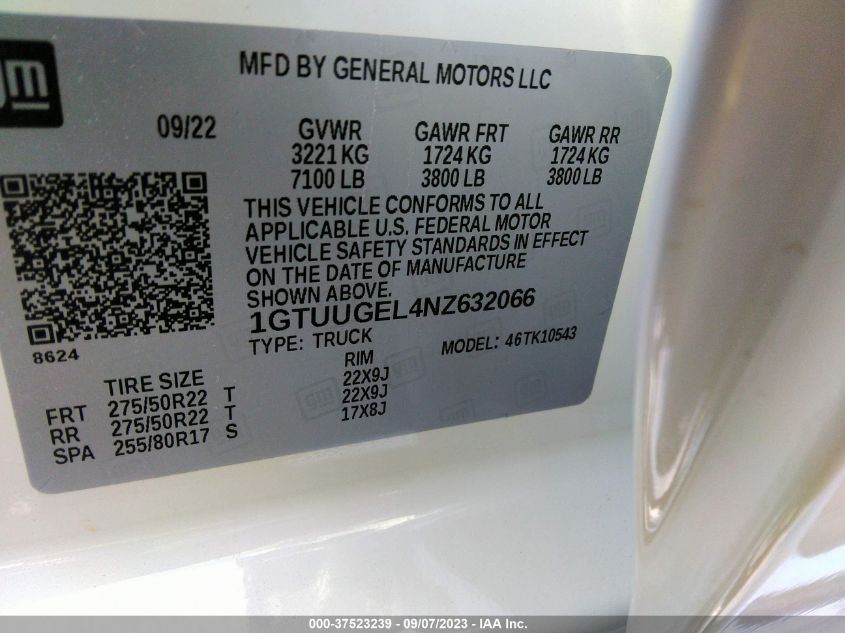 gm
MFD BY GENERAL MOTORS LLC
09/22 GVWR GAWR FRT GAWR RR
3221 KG 1724 KG 1724 KG
7100 LB 3800 LB 3800 LB
THIS VEHICLE CONFORMS TO ALL
APPLICABLE U.S. FEDERAL MOTOR
VEHICLE SAFETY STANDARDS IN EFFECT
ON THE DATE OF MANUFACTURE
SHOWN ABOVE.
1GTUUGEL4NZ632066
8624 TYPE: TRUCK MODEL: 46TK10543
TIRE SIZE RIM
FRT 275/50R22 T 22X9J
RR 275/50R22 T 22X9J
SPA 255/80R17 S 17X8J
000-37523239 - 09/07/2023 - IAA Inc.